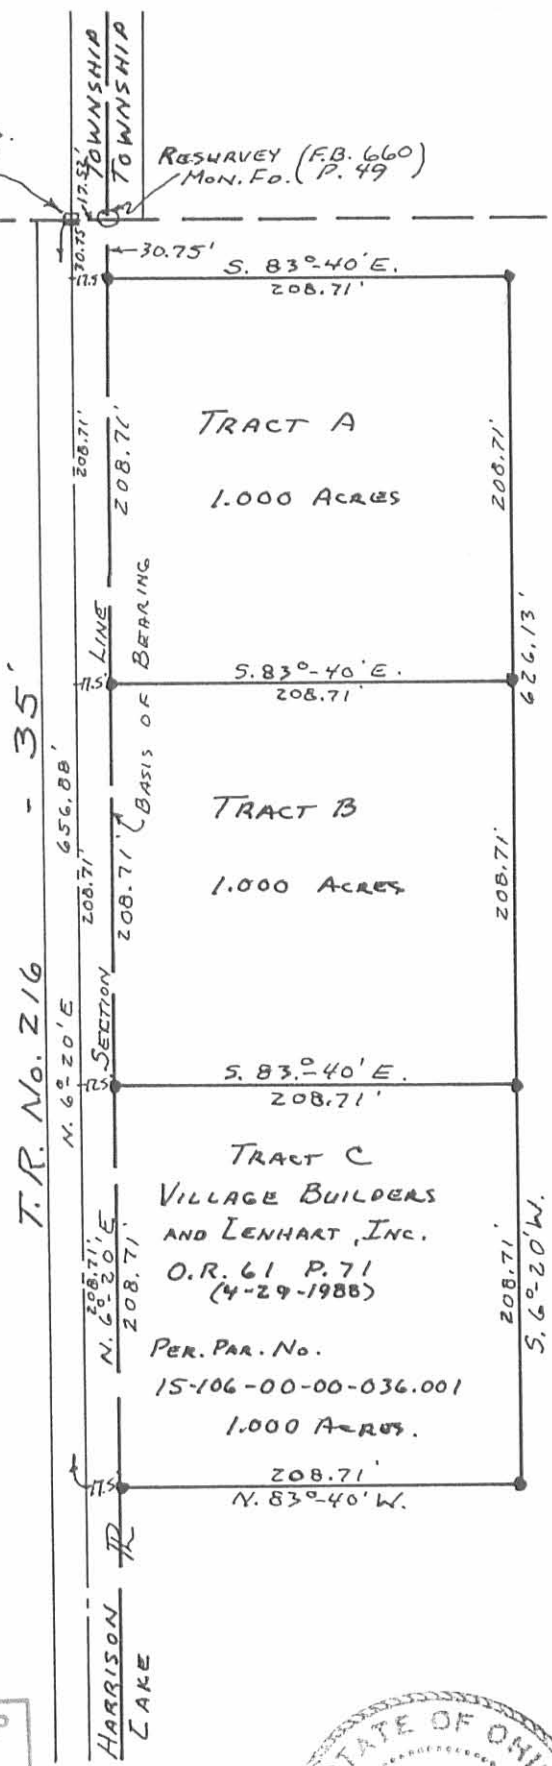 TOWNSHIP
TOWNSHIP
RESURVEY (F.B. 660)
MON. FD. ( P. 49 )
17.52'
30.75'
30.75'
S. 83°-40' E.
208.71'
17.5'
TRACT A
1.000 ACRES
208.71'
208.71'
208.71'
626.13'
LINE
BASIS OF BEARING
S. 83°-40' E.
208.71'
17.5'
T.R. No. 216 - 35'
656.88'
N. 6°-20' E
TRACT B
1.000 ACRES
208.71'
208.71'
208.71'
SECTION
S. 83.°-40' E.
208.71'
17.5'
TRACT C
VILLAGE BUILDERS
AND LENHART, INC.
O.R. 61 P. 71
(4-29-1988)
PER. PAR. No.
15-106-00-00-036.001
1.000 ACRES.
208.71'
N. 6°-20' E
208.71'
208.71'
S. 6°-20' W.
208.71'
N. 83°-40' W.
17.5'
HARRISON
LAKE
STATE OF OHI